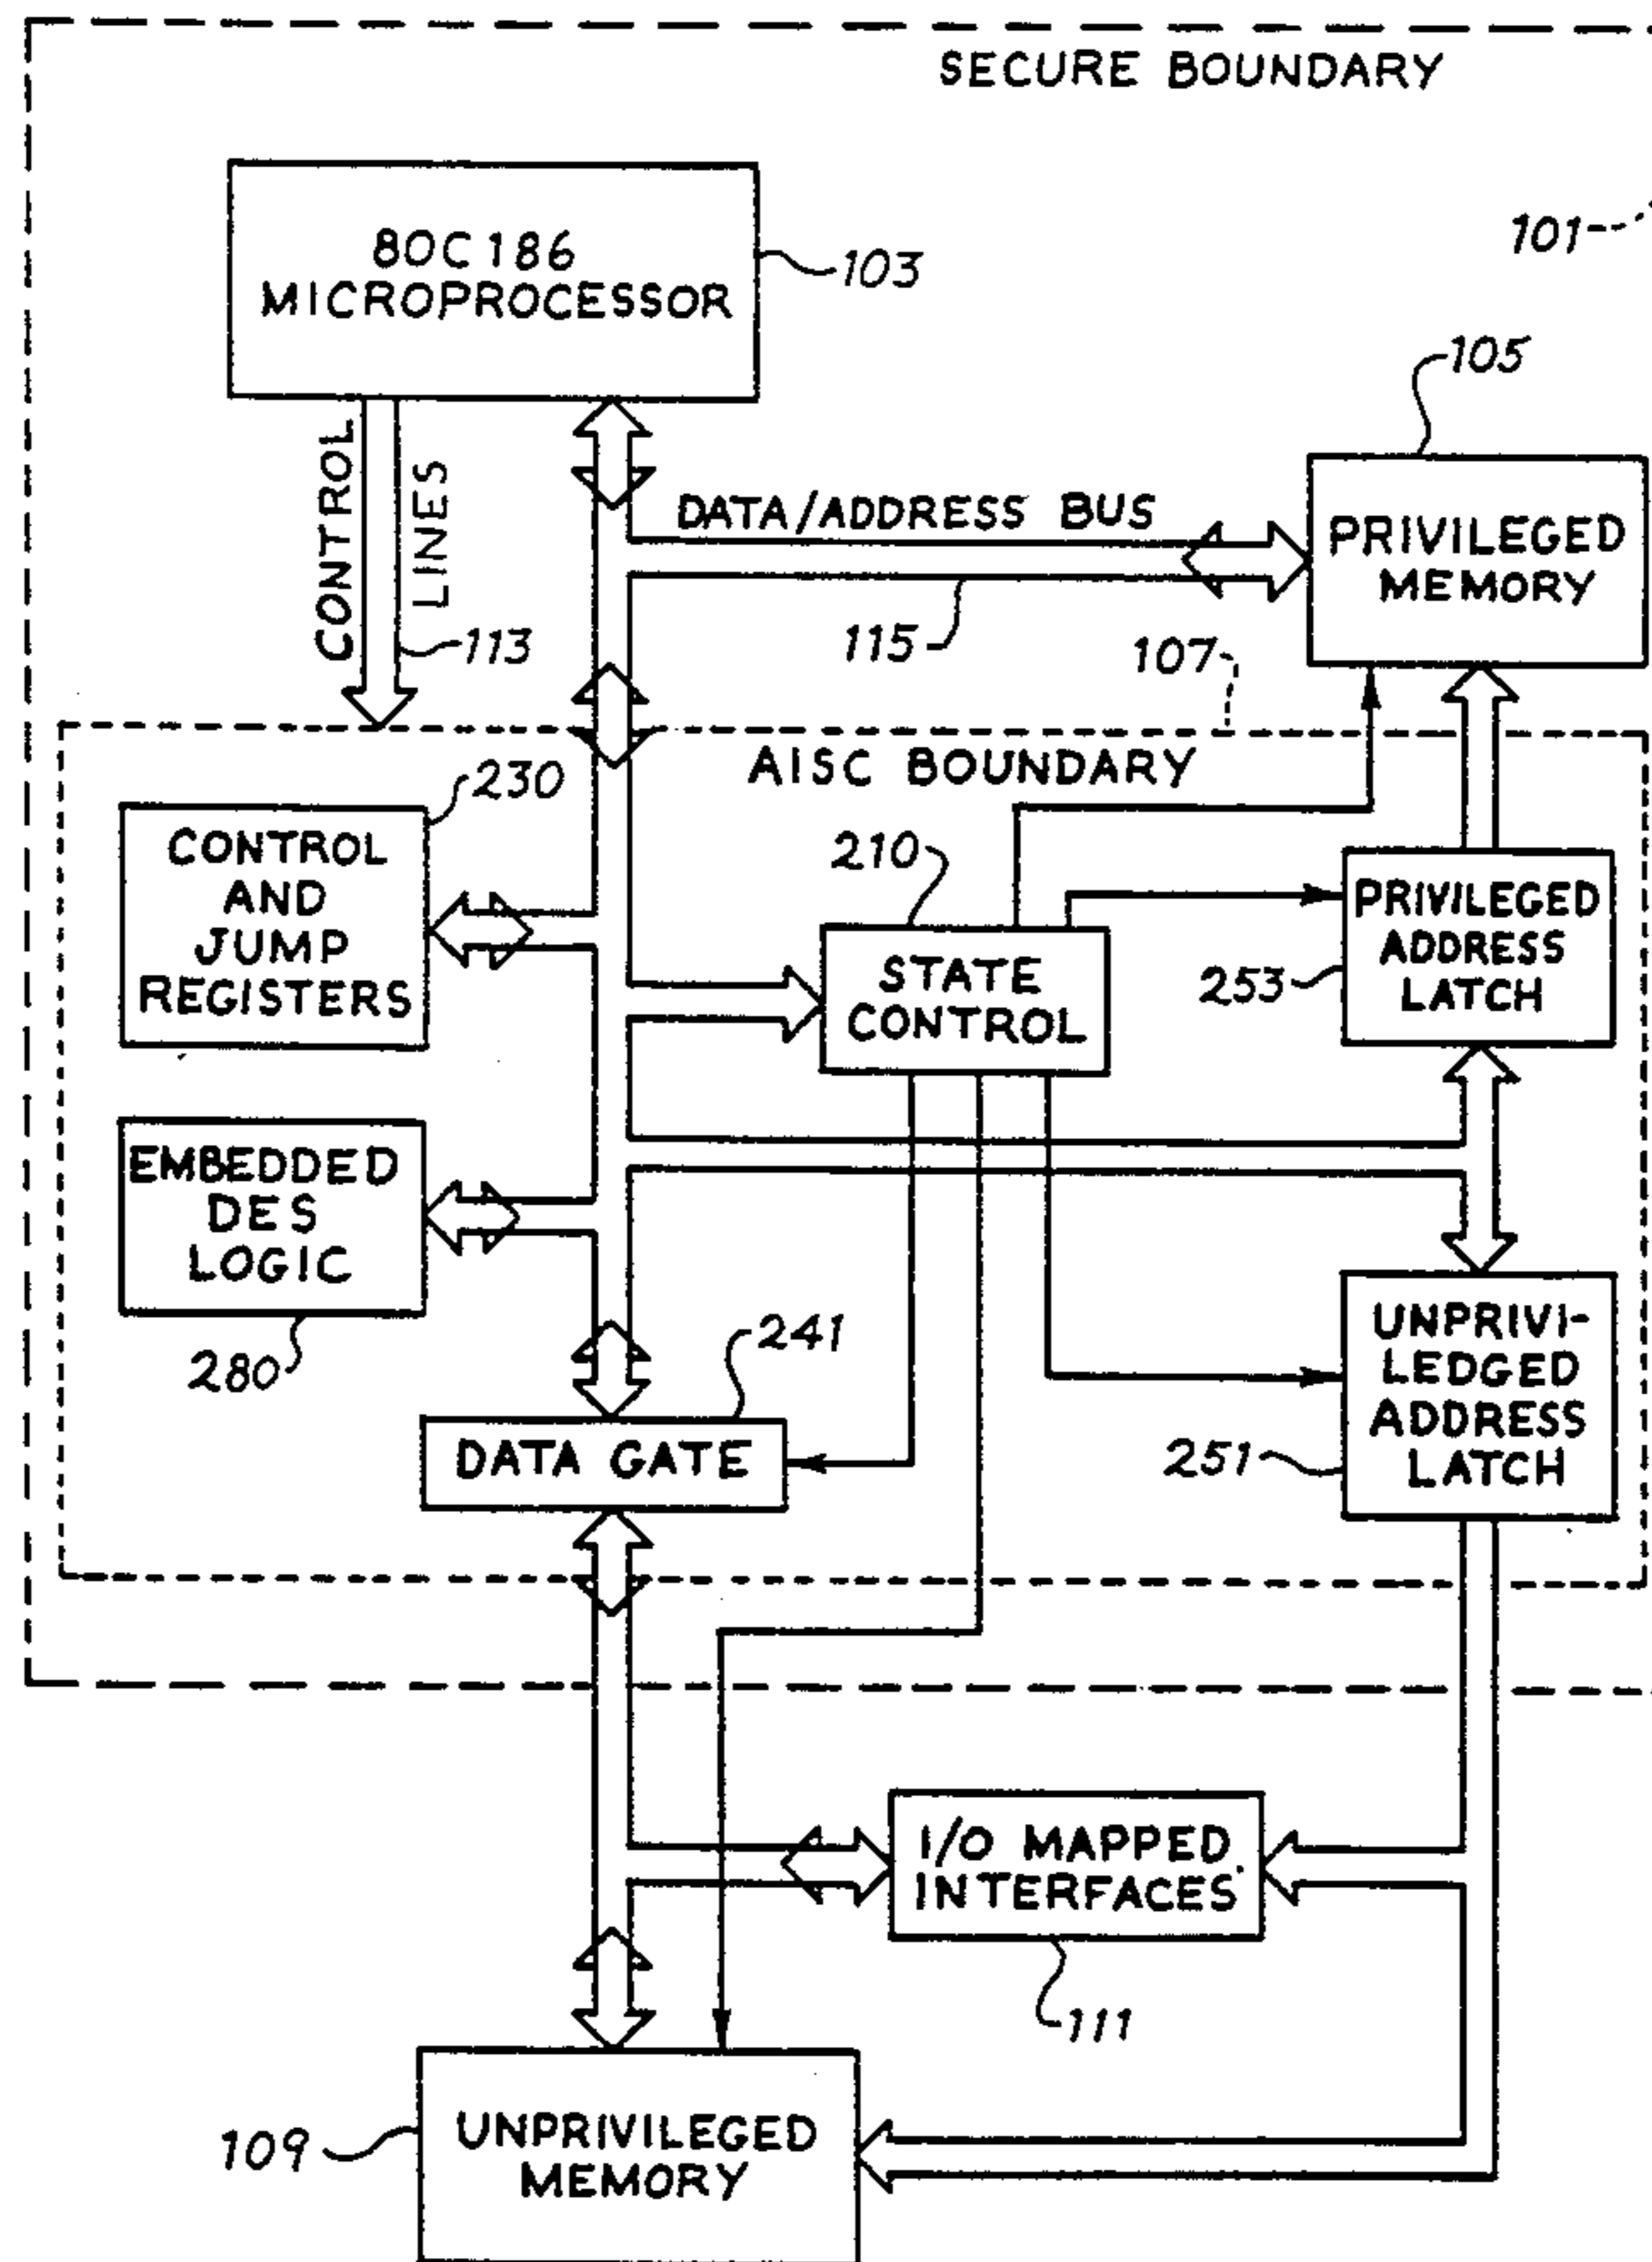 SECURE BOUNDARY
101
80C186
MICROPROCESSOR
103
105
CONTROL
LINES
DATA/ADDRESS BUS
PRIVILEGED
MEMORY
113
115
107
AISC BOUNDARY
230
CONTROL
AND
JUMP
REGISTERS
210
STATE
CONTROL
PRIVILEGED
ADDRESS
LATCH
253
EMBEDDED
DES
LOGIC
280
241
DATA GATE
UNPRIVI-
LEDGED
ADDRESS
LATCH
251
I/O MAPPED
INTERFACES
111
109
UNPRIVILEGED
MEMORY